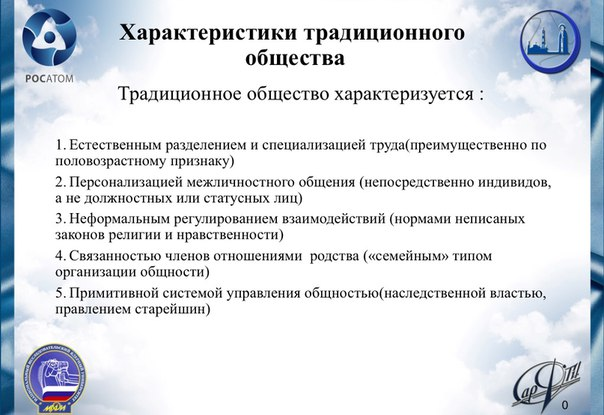 Характеристики традиционного
общества
РОСАТОМ
Традиционное общество характеризуется :
1. Естественным разделением и специализацией труда(преимущественно по
половозрастному признаку)
2. Персонализацией межличностного общения (непосредственно индивидов,
а не должностных или статусных лиц)
3. Неформальным регулированием взаимодействий (нормами неписаных
законов религии и нравственности)
4. Связанностью членов отношениями  родства («семейным» типом
организации общности)
5. Примитивной системой управления общностью(наследственной властью,
правлением старейшин)
МИФИ
СарФТИ
0